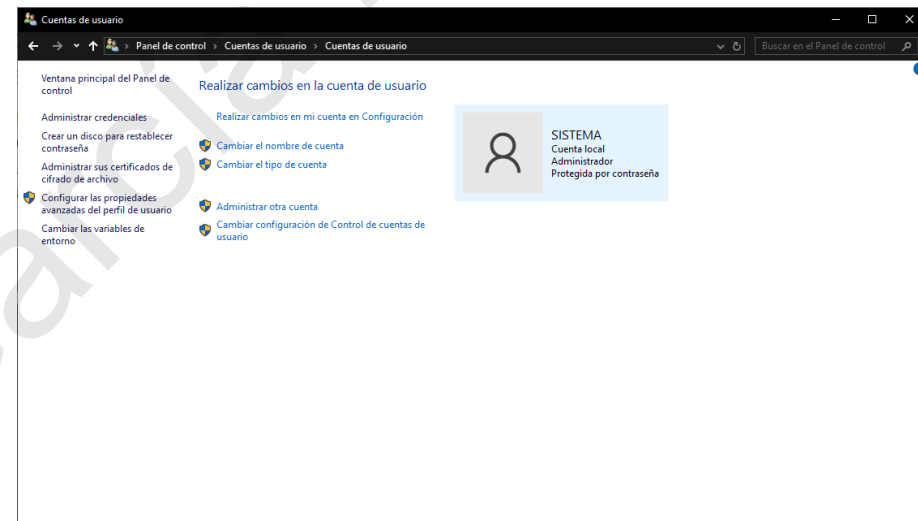 Cuentas de usuario
Panel de control > Cuentas de usuario > Cuentas de usuario
Buscar en el Panel de control
Ventana principal del Panel de
control
Administrar credenciales
Crear un disco para restablecer
contraseña
Administrar sus certificados de
cifrado de archivo
Configurar las propiedades
avanzadas del perfil de usuario
Cambiar las variables de
entorno
Realizar cambios en la cuenta de usuario
Realizar cambios en mi cuenta en Configuración
Cambiar el nombre de cuenta
Cambiar el tipo de cuenta
Administrar otra cuenta
Cambiar configuración de Control de cuentas de
usuario
SISTEMA
Cuenta local
Administrador
Protegida por contraseña